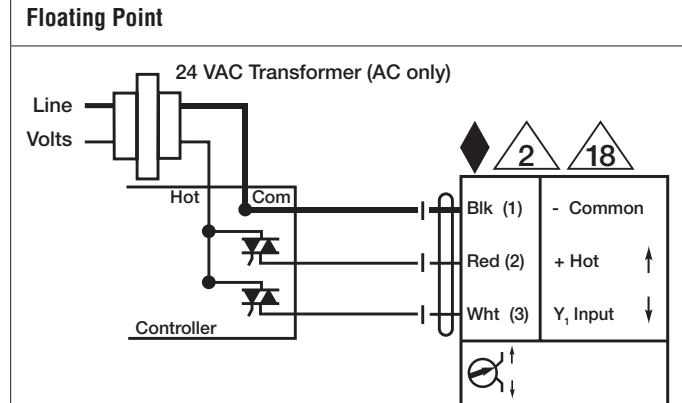 Floating Point
24 VAC Transformer (AC only)
Line
Volts
2
18
Hot
Com
Blk (1)
- Common
Red (2)
+ Hot
Wht (3)
Y₁ Input
Controller